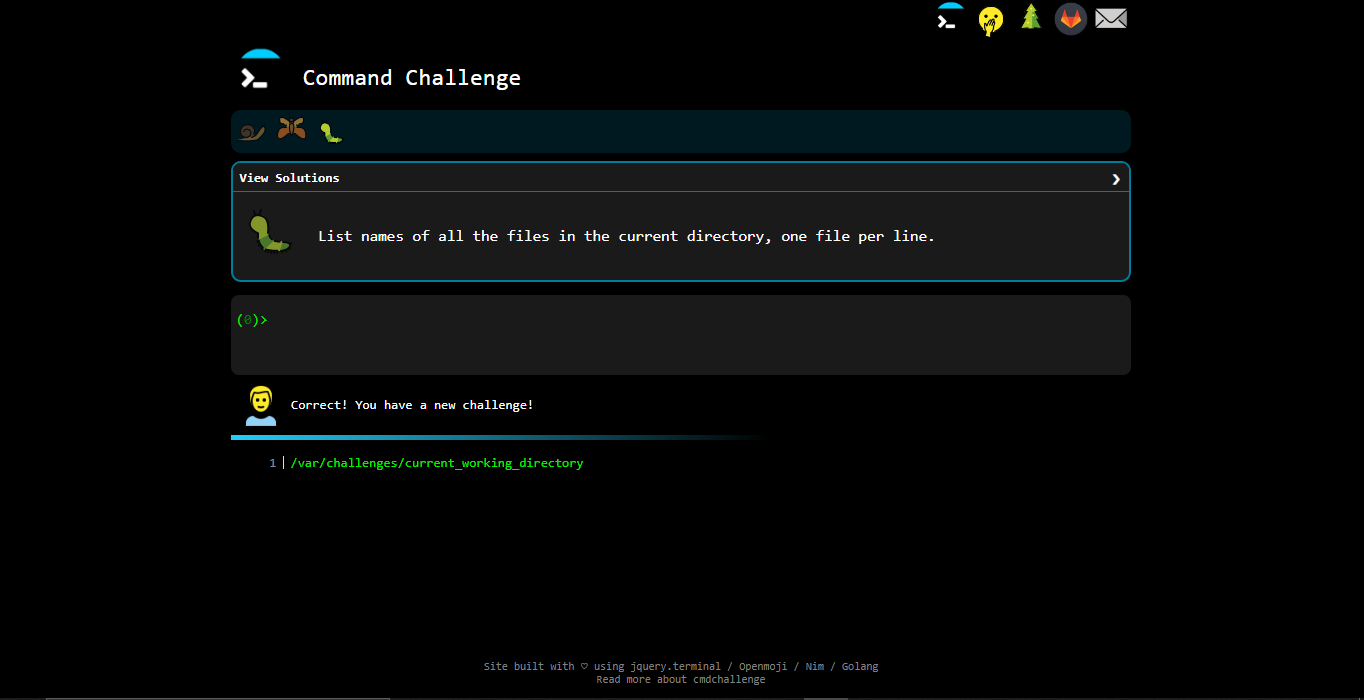 Command Challenge
View Solutions
List names of all the files in the current directory, one file per line.
(0)>
Correct! You have a new challenge!
1 /var/challenges/current_working_directory
Site built with ♡ using jquery.terminal / Openmoji / Nim / Golang
Read more about cmdchallenge